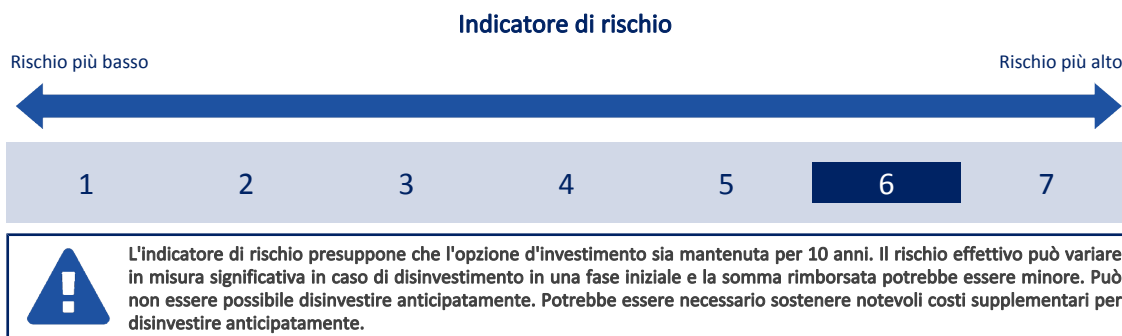 Indicatore di rischio
Rischio più basso
Rischio più alto
1 2 3 4 5 6 7
L'indicatore di rischio presuppone che l'opzione d'investimento sia mantenuta per 10 anni. Il rischio effettivo può variare
in misura significativa in caso di disinvestimento in una fase iniziale e la somma rimborsata potrebbe essere minore. Può
non essere possibile disinvestire anticipatamente. Potrebbe essere necessario sostenere notevoli costi supplementari per
disinvestire anticipatamente.